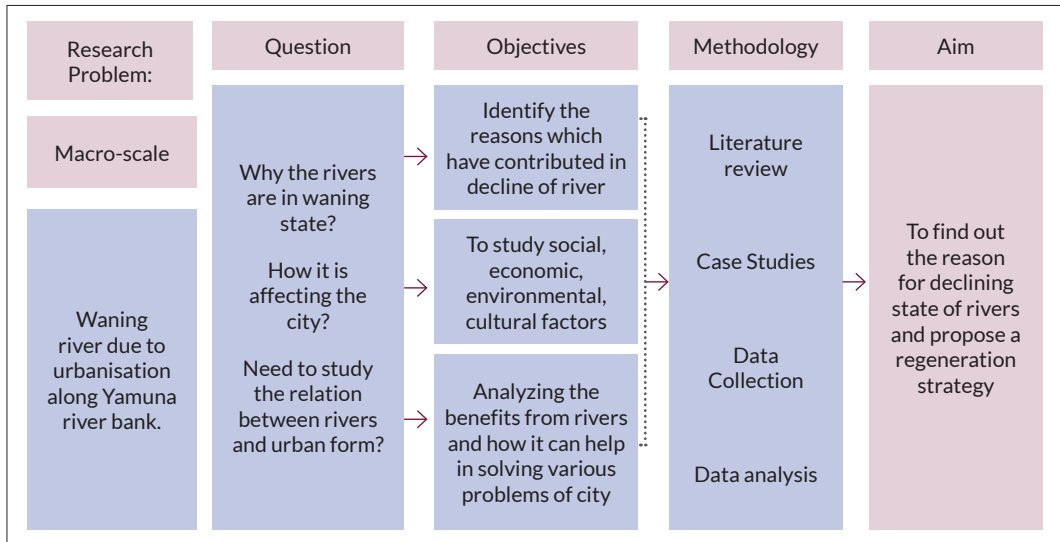 Research
Problem:
Macro-scale
Waning
river due to
urbanisation
along Yamuna
river bank.
Question
Why the rivers
are in waning
state?
How it is
affecting the
city?
Need to study
the relation
between rivers
and urban form?
Objectives
Identify the
reasons which
have contributed in
decline of river
To study social,
economic,
environmental,
cultural factors
Analyzing the
benefits from rivers
and how it can help
in solving various
problems of city
Methodology
Literature
review
Case Studies
Data
Collection
Data analysis
Aim
To find out
the reason
for declining
state of rivers
and propose a
regeneration
strategy